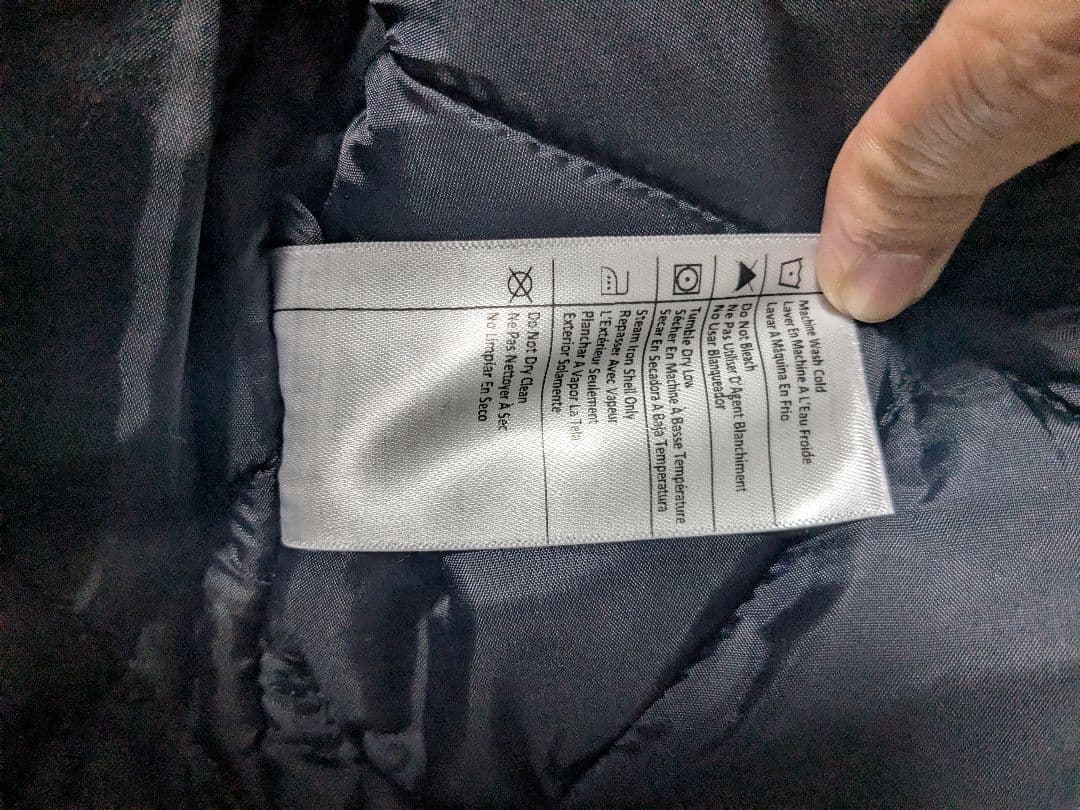 Machine Wash Cold
Laver En Machine A L'Eau Froide
Lavar A Máquina En Frio
Do Not Bleach
Ne Pas Utiliser D'Agent Blanchiment
No Usar Blanqueador
Tumble Dry Low
Sécher En Machine À Basse Température
Secar En Secadora A Baja Temperatura
Steam Iron Shell Only
Repasser Avec Vapeur
L'Extérieur Seulement
Planchar A Vapor La Tela
Exterior Solamente
Do Not Dry Clean
Ne Pas Nettoyer À Sec
No Limpiar En Seco